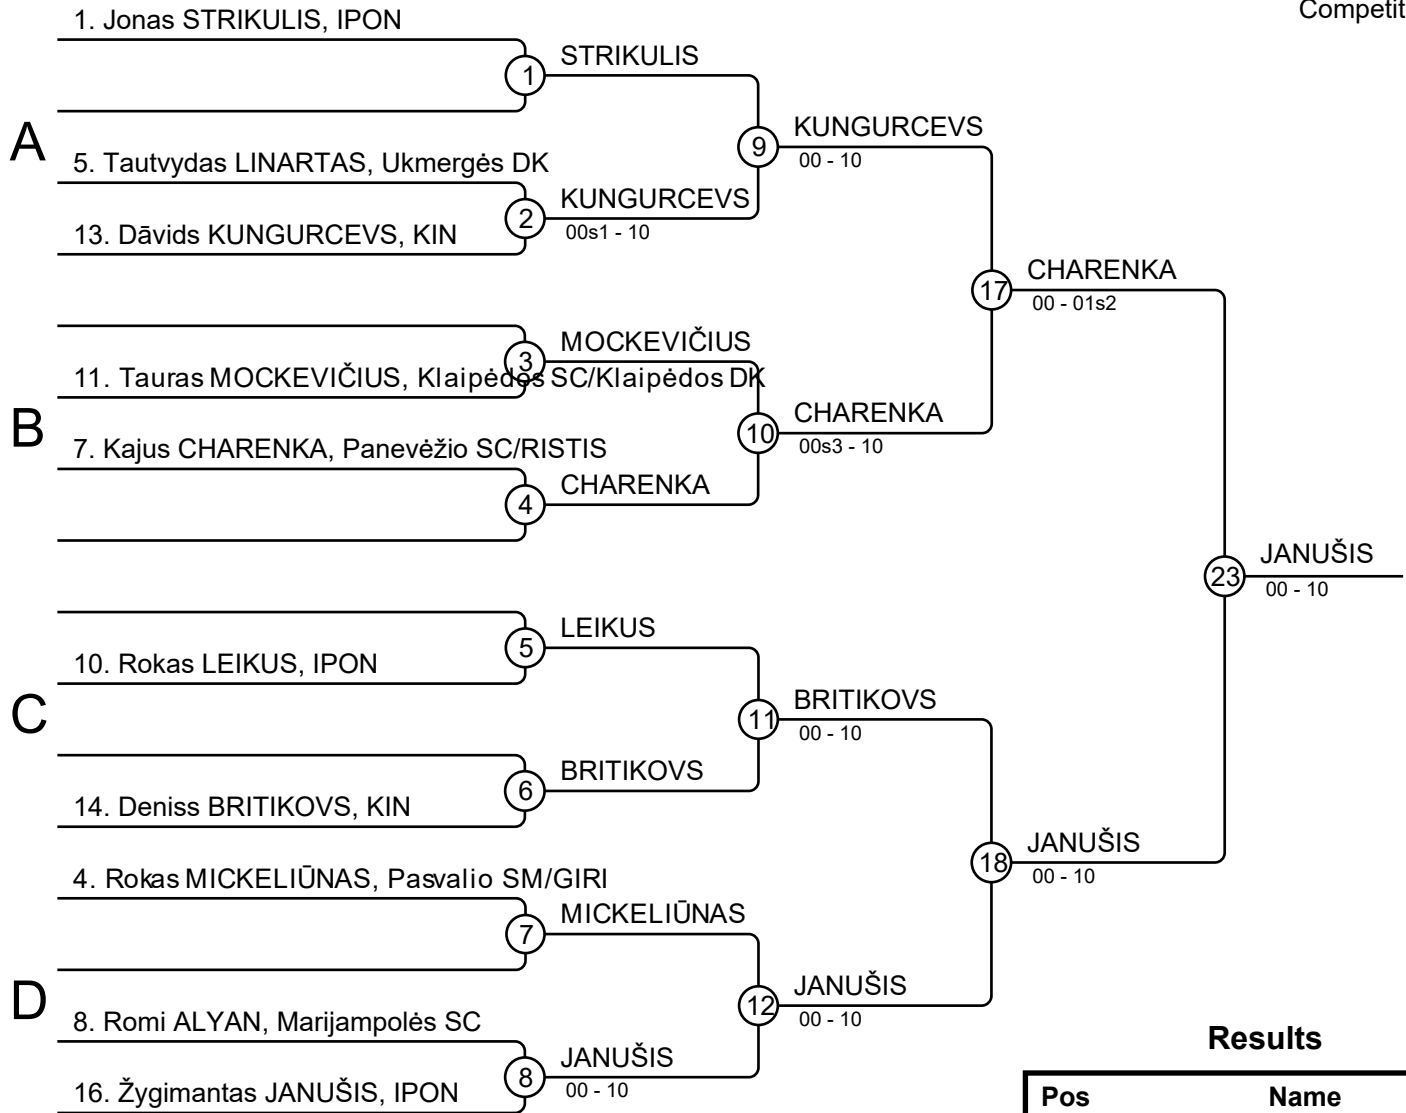 Competit
1. Jonas STRIKULIS, IPON
1
STRIKULIS
A
9
KUNGURCEVS
00 - 10
5. Tautvydas LINARTAS, Ukmergės DK
2
KUNGURCEVS
00s1 - 10
13. Dāvids KUNGURCEVS, KIN
17
CHARENKA
00 - 01s2
3
MOCKEVIČIUS
11. Tauras MOCKEVIČIUS, Klaipėdos SC/Klaipėdos DK
B
10
CHARENKA
00s3 - 10
7. Kajus CHARENKA, Panevėžio SC/RISTIS
4
CHARENKA
23
JANUŠIS
00 - 10
5
LEIKUS
10. Rokas LEIKUS, IPON
C
11
BRITIKOVS
00 - 10
6
BRITIKOVS
14. Deniss BRITIKOVS, KIN
18
JANUŠIS
00 - 10
4. Rokas MICKELIŪNAS, Pasvalio SM/GIRI
7
MICKELIŪNAS
D
12
JANUŠIS
00 - 10
8. Romi ALYAN, Marijampolės SC
8
JANUŠIS
00 - 10
16. Žygimantas JANUŠIS, IPON
Results
Pos Name